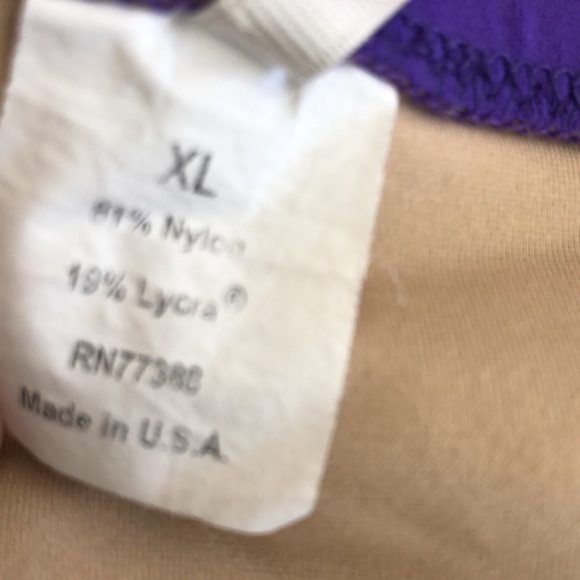 XL
81% Nylon
19% Lycra®
Made in U.S.A.